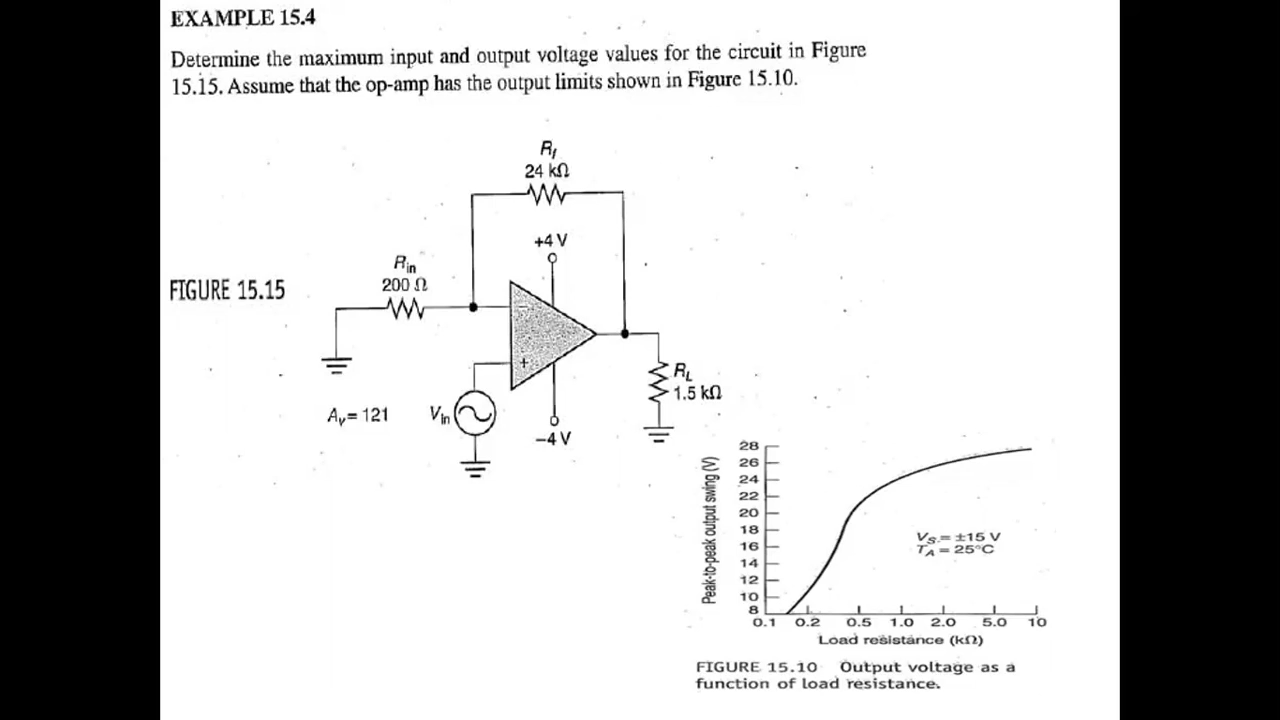 EXAMPLE 15.4
Determine the maximum input and output voltage values for the circuit in Figure
15.15. Assume that the op-amp has the output limits shown in Figure 15.10.
Rf
24 kΩ
+4 V
Rin
200 Ω
FIGURE 15.15
−
+
RL
1.5 kΩ
Av = 121
Vin
−4 V
Peak-to-peak output swing (V)
28
26
24
22
20
18
16
14
12
10
8
VS = ±15 V
TA = 25°C
0.1 0.2 0.5 1.0 2.0 5.0 10
Load resistance (kΩ)
FIGURE 15.10 Output voltage as a
function of load resistance.